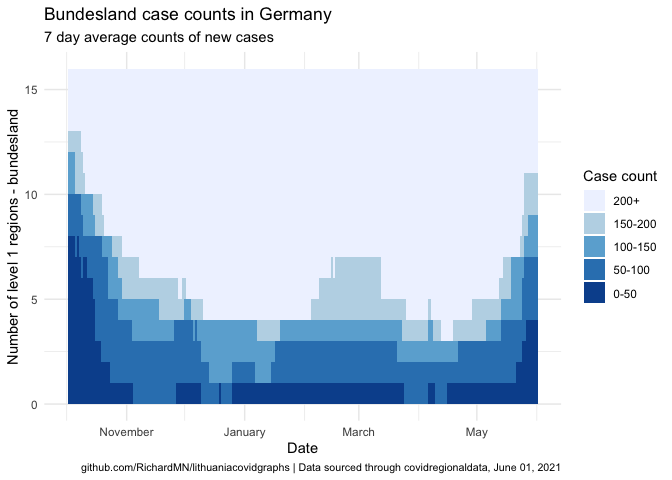 Bundesland case counts in Germany
7 day average counts of new cases
Number of level 1 regions - bundesland
15
10
5
0
November
January
March
May
Date
Case count
200+
150-200
100-150
50-100
0-50
github.com/RichardMN/lithuaniacovidgraphs | Data sourced through covidregionaldata, June 01, 2021